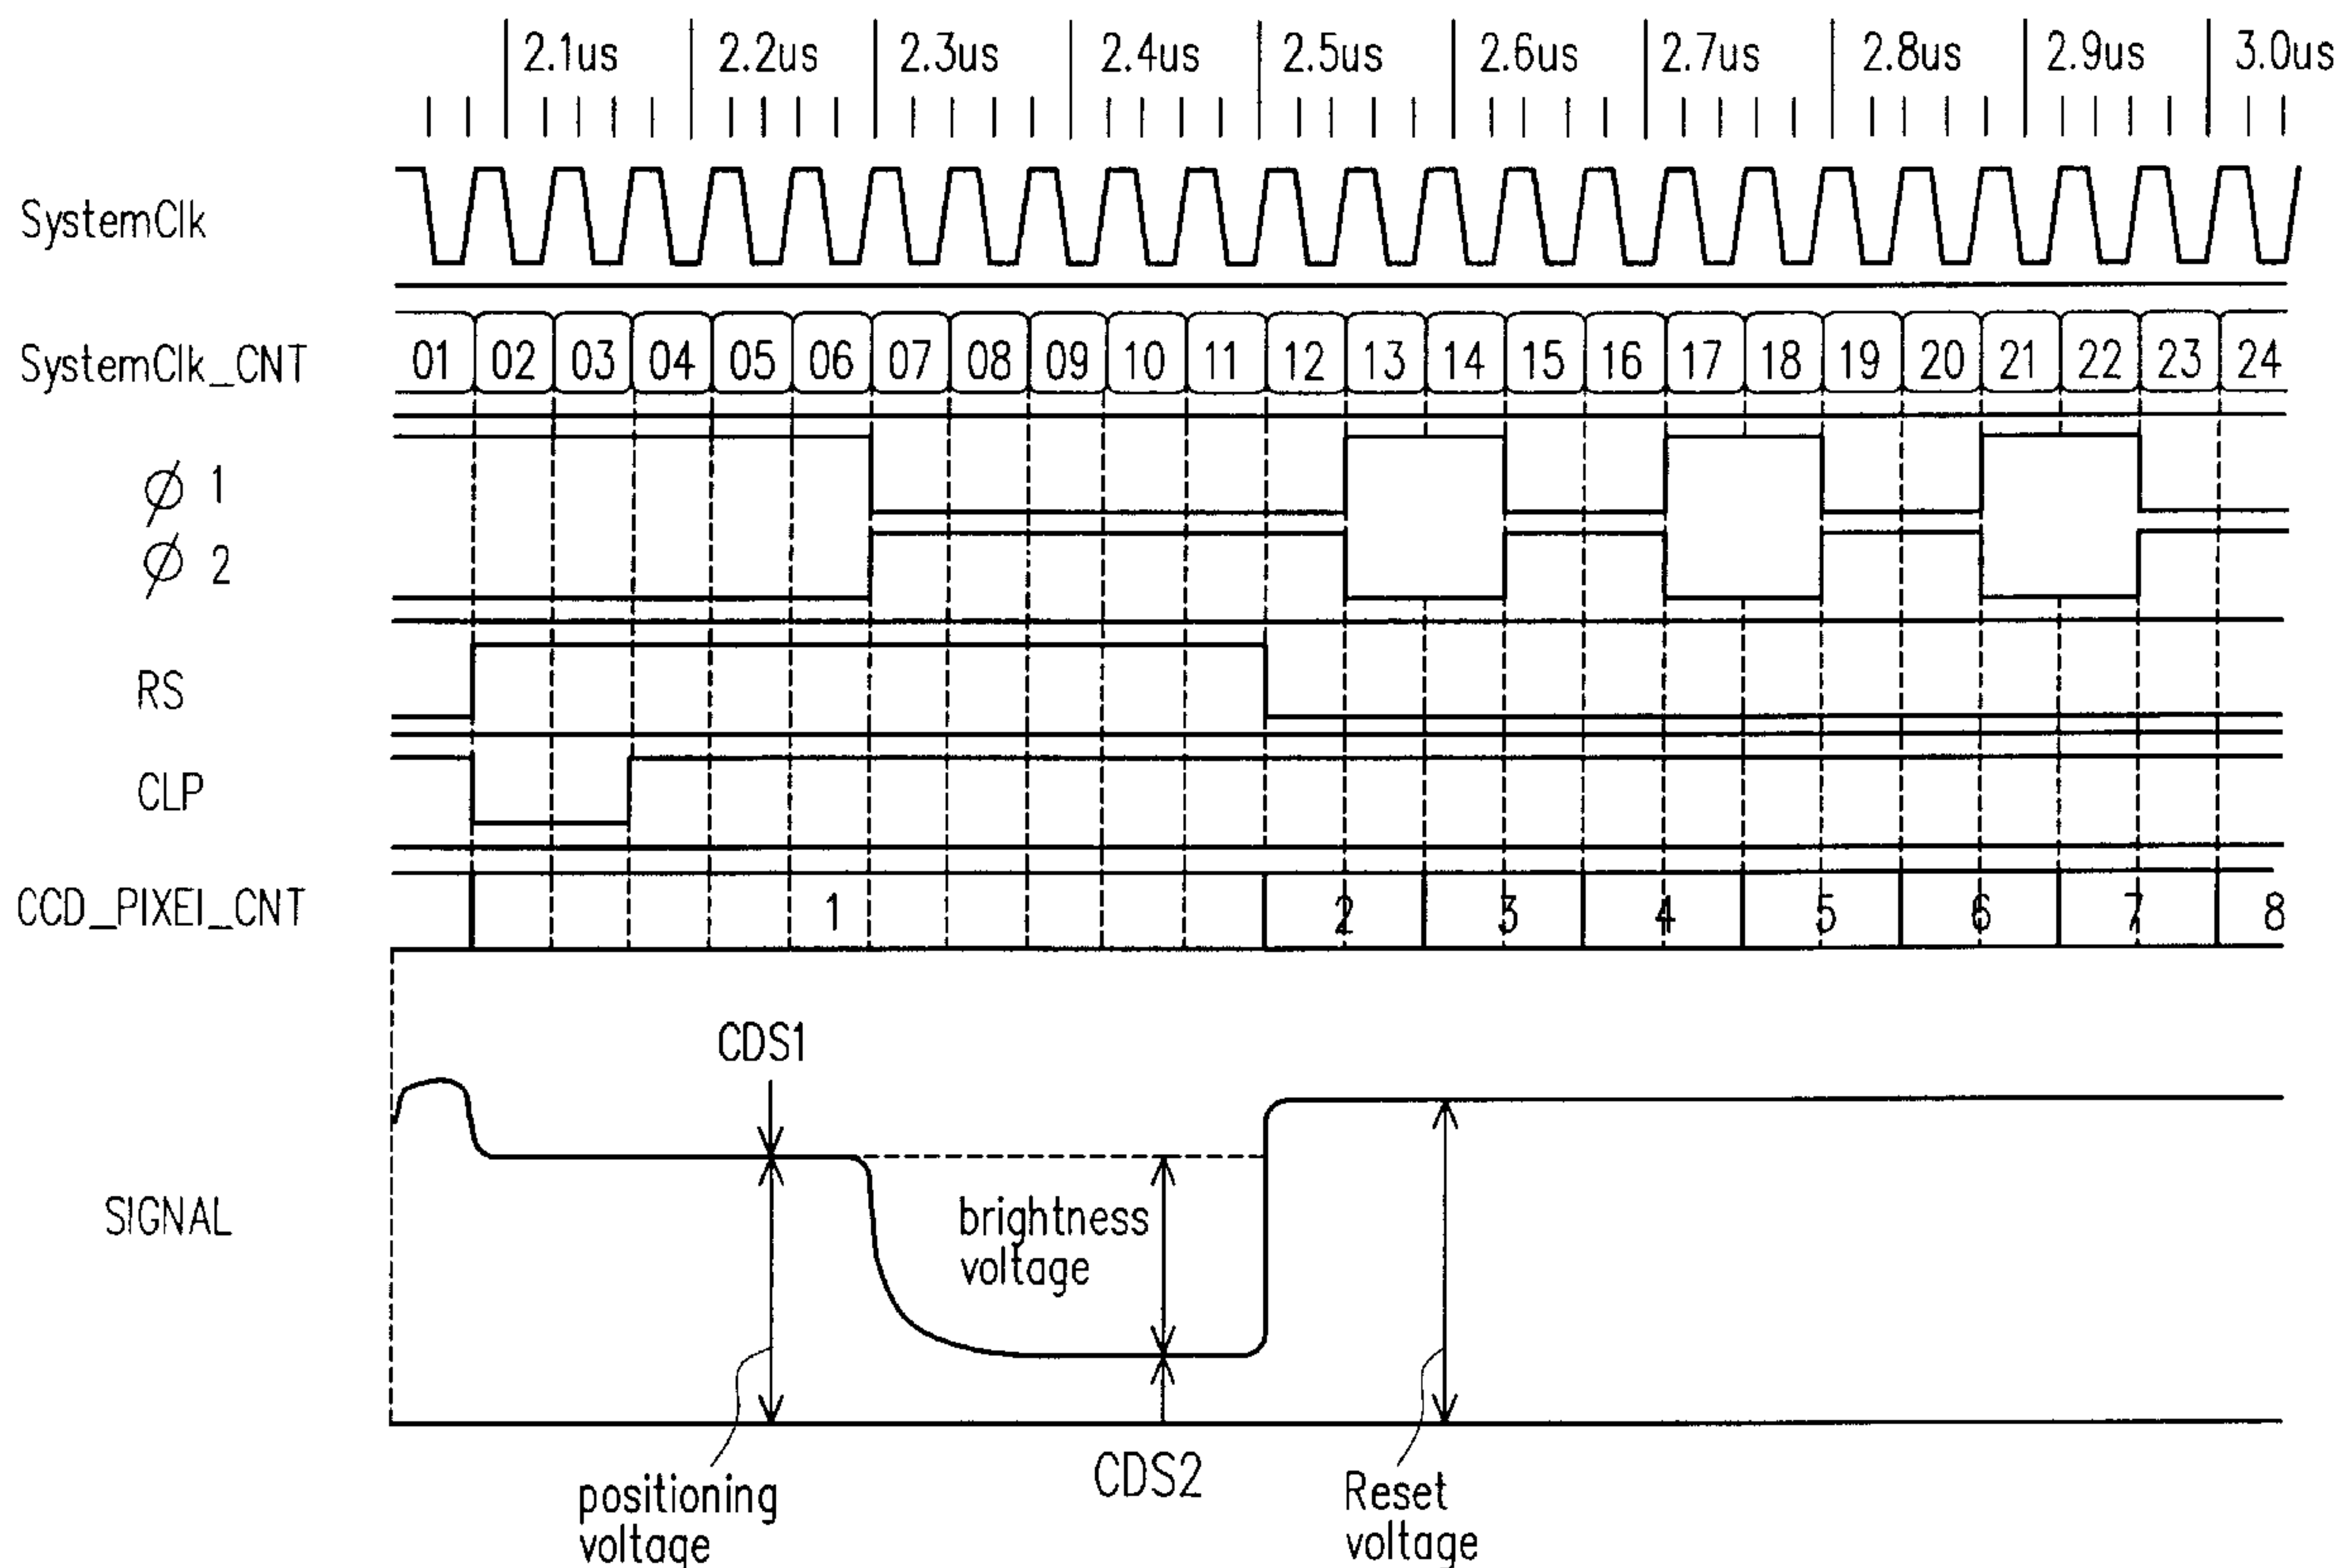 2.1us 2.2us 2.3us 2.4us 2.5us 2.6us 2.7us 2.8us 2.9us 3.0us
SystemClk
SystemClk_CNT 01 02 03 04 05 06 07 08 09 10 11 12 13 14 15 16 17 18 19 20 21 22 23 24
∅ 1
∅ 2
RS
CLP
CCD_PIXEl_CNT 1 2 3 4 5 6 7 8
CDS1
SIGNAL
brightness
voltage
CDS2
positioning
voltage
Reset
voltage